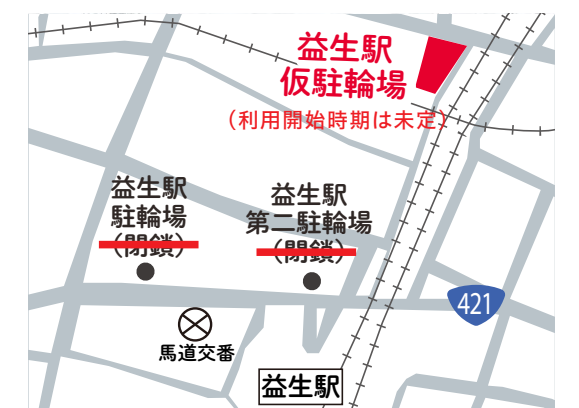 益生駅
仮駐輪場
（利用開始時期は未定）
益生駅
駐輪場
（閉鎖）
益生駅
第二駐輪場
（閉鎖）
421
馬道交番
益生駅